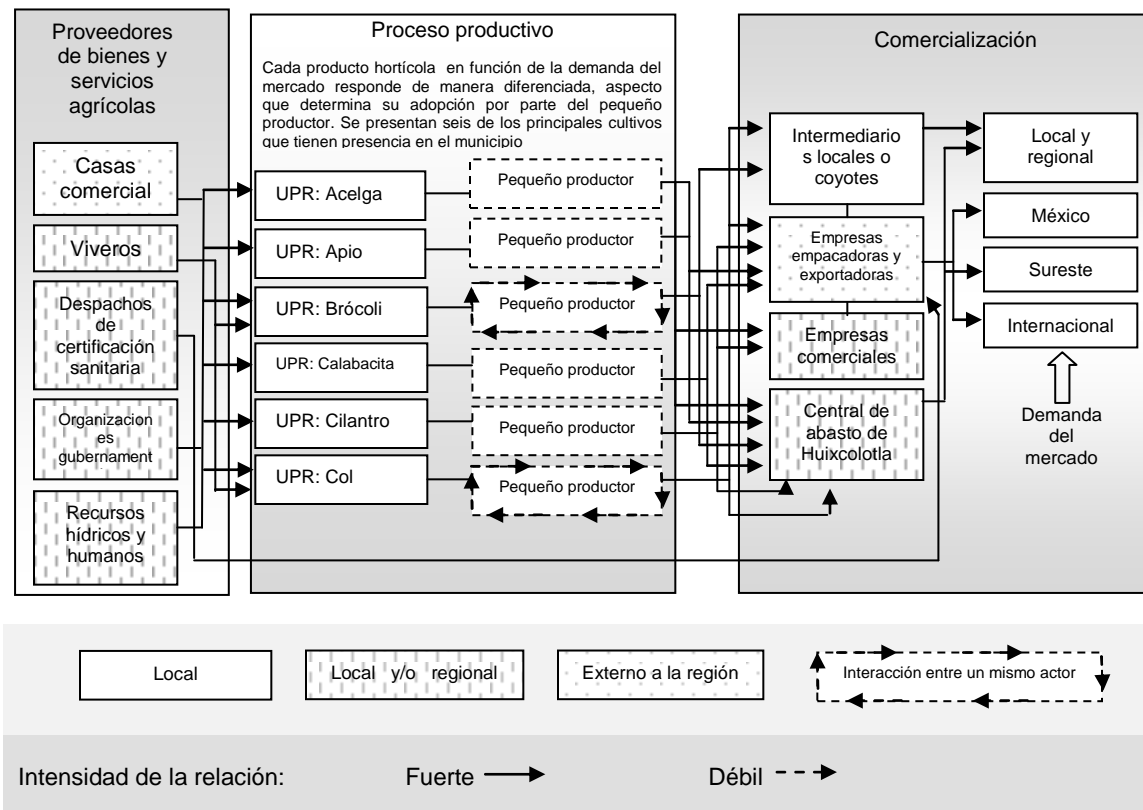 Proveedores
de bienes y
servicios
agrícolas
Casas
comercial
Viveros
Despachos
de
certificación
sanitaria
Organizacion
es
gubernament
Recursos
hídricos y
humanos
Proceso productivo
Cada producto hortícola en función de la demanda del
mercado responde de manera diferenciada, aspecto
que determina su adopción por parte del pequeño
productor. Se presentan seis de los principales cultivos
que tienen presencia en el municipio
UPR: Acelga
Pequeño productor
UPR: Apio
Pequeño productor
UPR: Brócoli
Pequeño productor
UPR: Calabacita
Pequeño productor
UPR: Cilantro
Pequeño productor
UPR: Col
Pequeño productor
Comercialización
Intermediario
s locales o
coyotes
Empresas
empacadoras y
exportadoras
Empresas
comerciales
Central de
abasto de
Huixcolotla
Local y
regional
México
Sureste
Internacional
Demanda
del
mercado
Local
Local y/o regional
Externo a la región
Interacción entre un mismo actor
Intensidad de la relación: Fuerte Débil